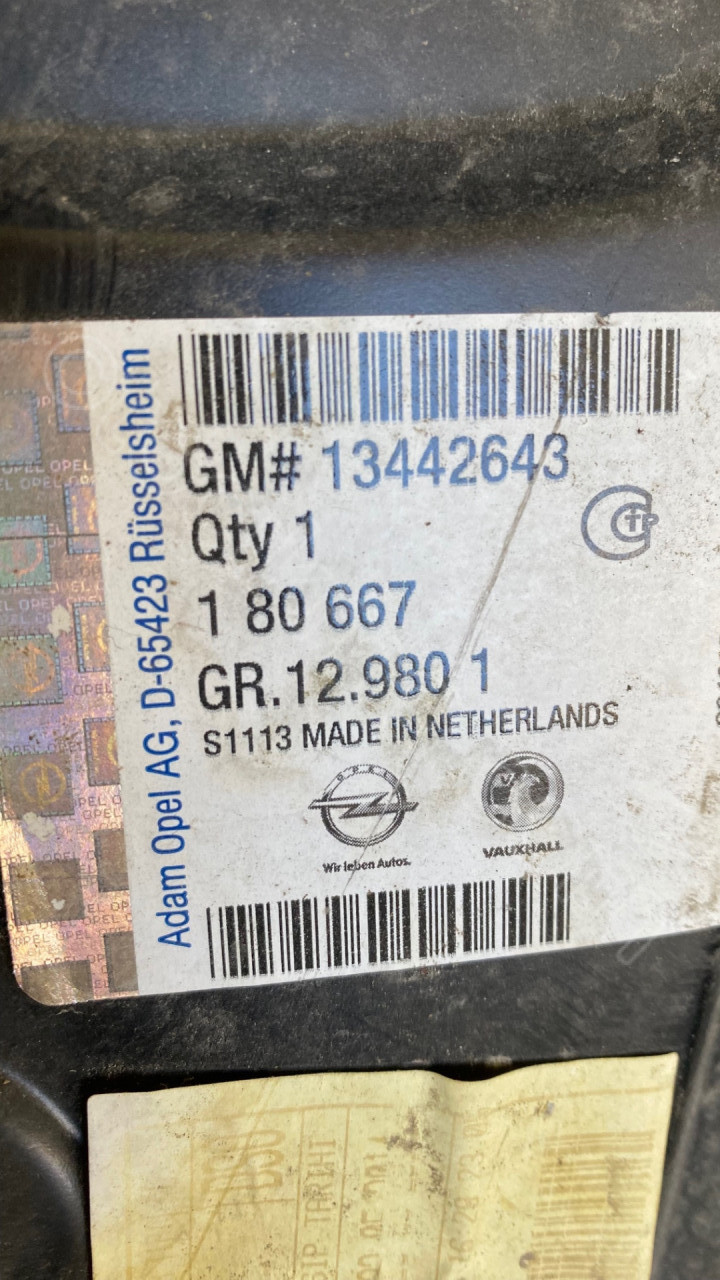 Adam Opel AG, D-65423 Rüsselsheim
GM# 13442643
Qty 1
1 80 667
GR.12.980 1
S1113 MADE IN NETHERLANDS
OPEL
Wir leben Autos.
VAUXHALL